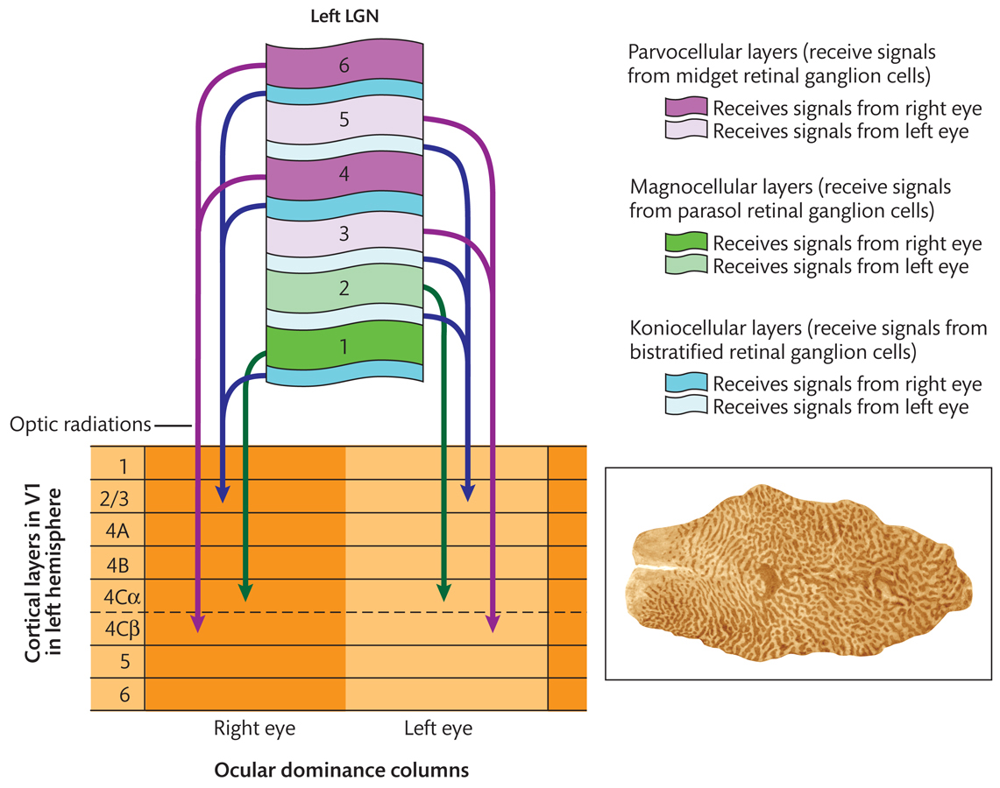 Left LGN
6
5
4
3
2
1
Parvocellular layers (receive signals
from midget retinal ganglion cells)
Receives signals from right eye
Receives signals from left eye
Magnocellular layers (receive signals
from parasol retinal ganglion cells)
Receives signals from right eye
Receives signals from left eye
Koniocellular layers (receive signals from
bistratified retinal ganglion cells)
Receives signals from right eye
Receives signals from left eye
Optic radiations
Cortical layers in V1
in left hemisphere
1
2/3
4A
4B
4Cα
4Cβ
5
6
Right eye
Left eye
Ocular dominance columns